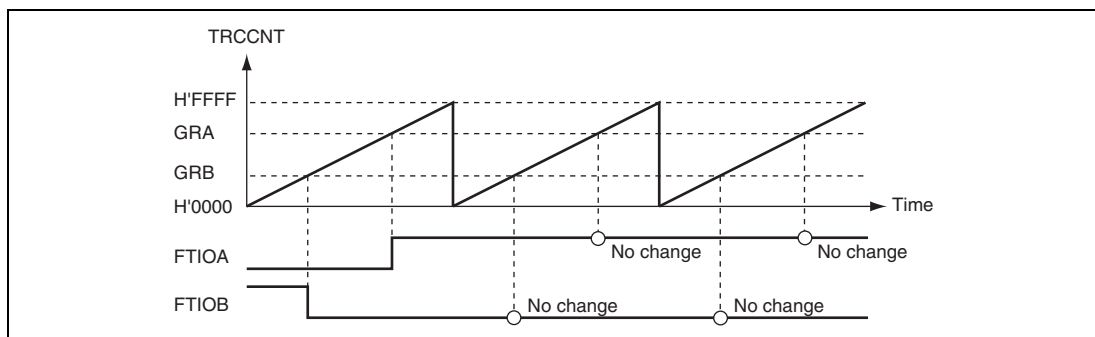 TRCCNT
H'FFFF
GRA
GRB
H'0000
Time
FTIOA
No change
No change
FTIOB
No change
No change